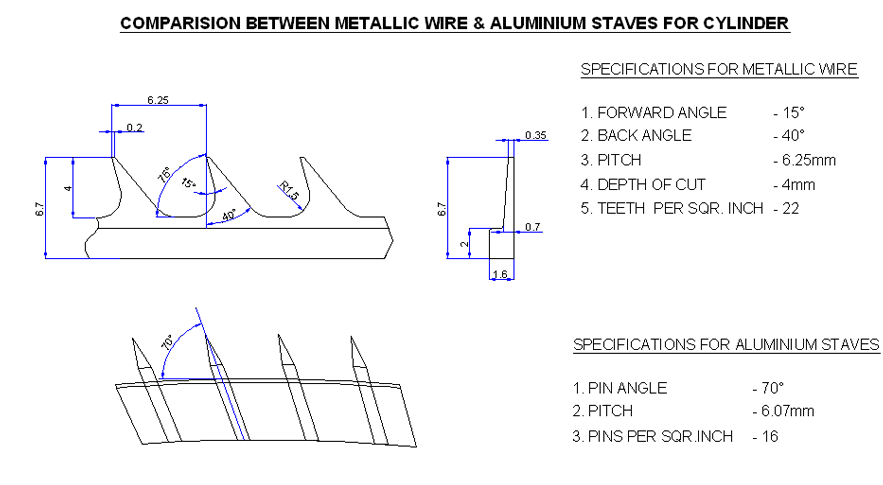 COMPARISION BETWEEN METALLIC WIRE & ALUMINIUM STAVES FOR CYLINDER
SPECIFICATIONS FOR METALLIC WIRE
1. FORWARD ANGLE - 15°
2. BACK ANGLE - 40°
3. PITCH - 6.25mm
4. DEPTH OF CUT - 4mm
5. TEETH PER SQR. INCH - 22
6.25
0.2
75°
15°
R1.5
40°
4
6.7
0.35
6.7
0.7
2
1.6
70°
SPECIFICATIONS FOR ALUMINIUM STAVES
1. PIN ANGLE - 70°
2. PITCH - 6.07mm
3. PINS PER SQR.INCH - 16